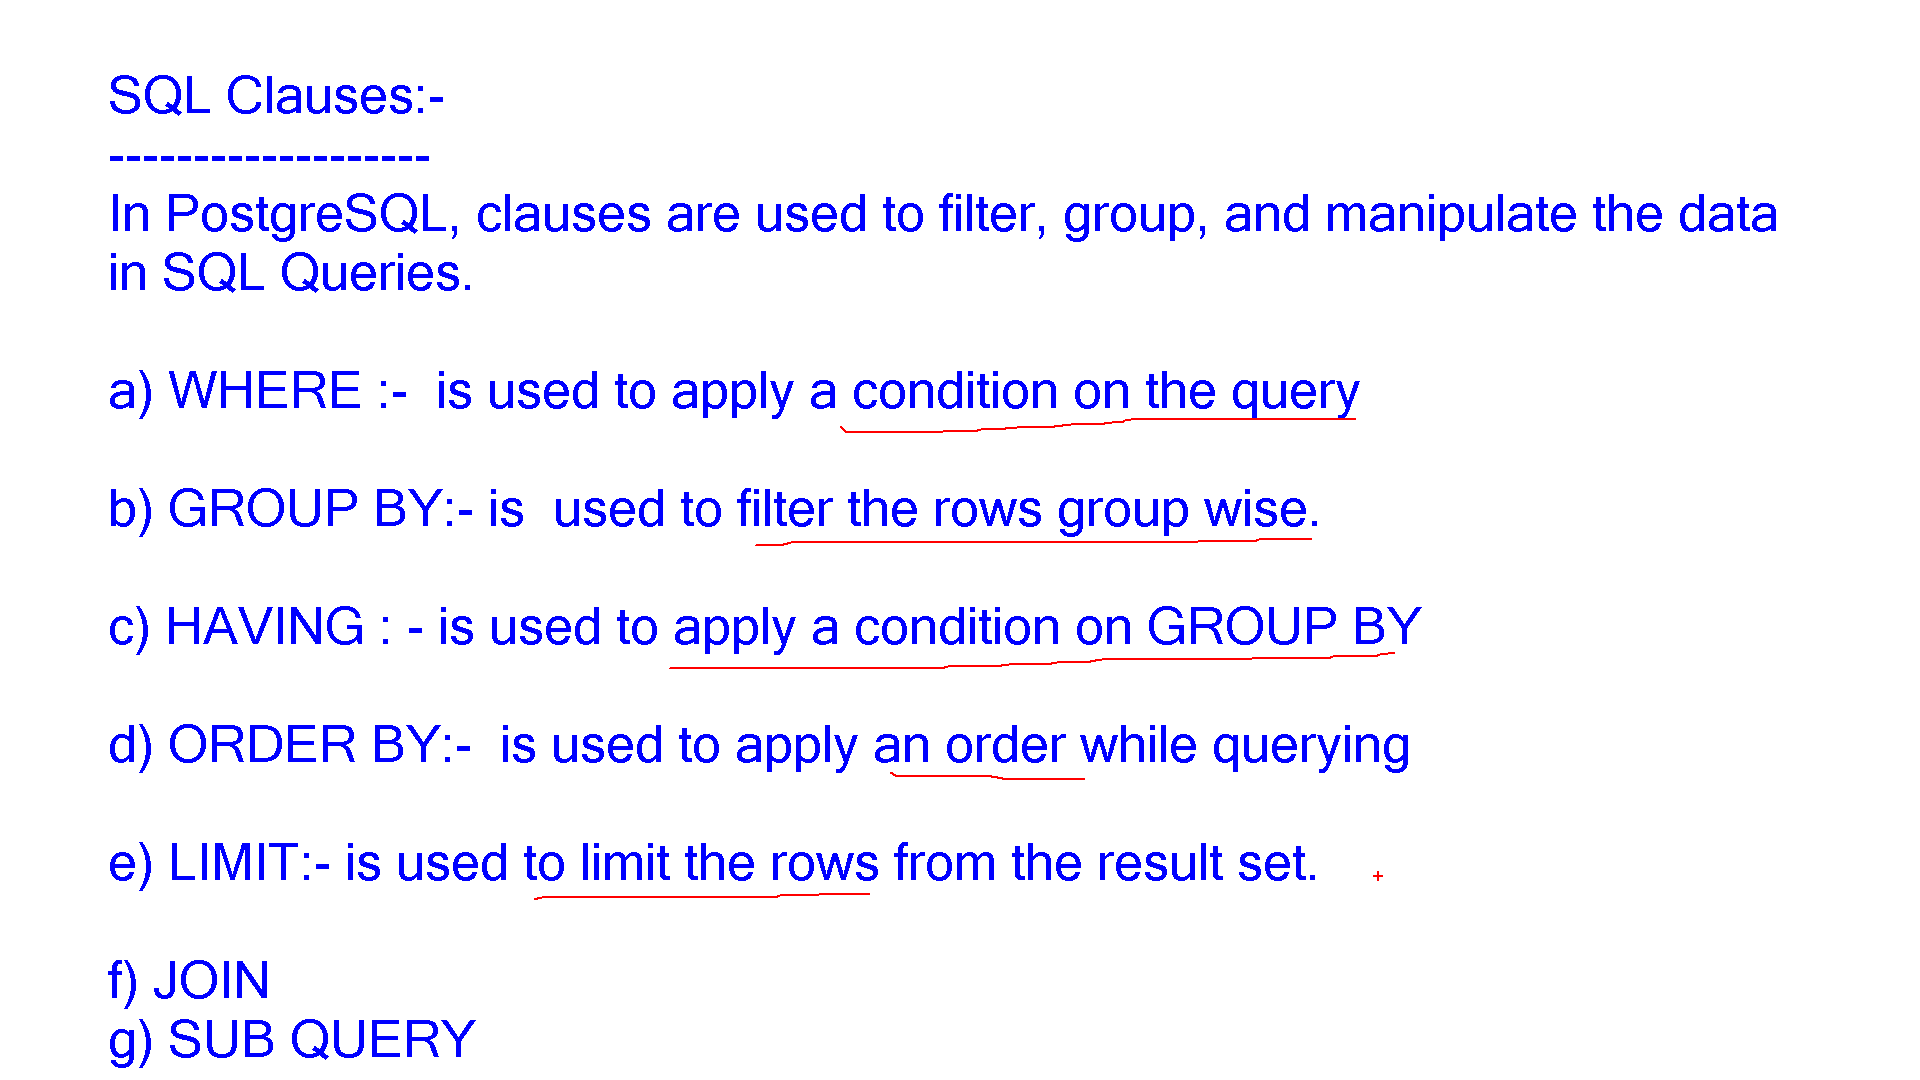 SQL Clauses:-
-------------------
In PostgreSQL, clauses are used to filter, group, and manipulate the data
in SQL Queries.
a) WHERE :-  is used to apply a condition on the query
b) GROUP BY:- is  used to filter the rows group wise.
c) HAVING : - is used to apply a condition on GROUP BY
d) ORDER BY:-  is used to apply an order while querying
e) LIMIT:- is used to limit the rows from the result set.
f) JOIN
g) SUB QUERY